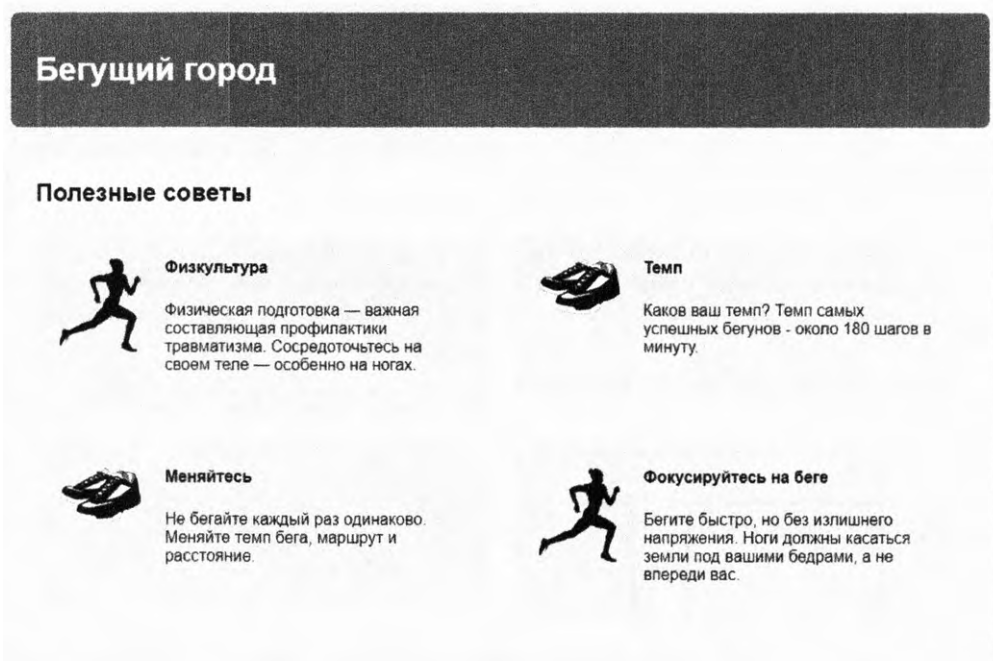 Бегущий город
Полезные советы
Физкультура
Физическая подготовка — важная
составляющая профилактики
травматизма. Сосредоточьтесь на
своем теле — особенно на ногах.
Темп
Каков ваш темп? Темп самых
успешных бегунов - около 180 шагов в
минуту.
Меняйтесь
Не бегайте каждый раз одинаково.
Меняйте темп бега, маршрут и
расстояние.
Фокусируйтесь на беге
Бегите быстро, но без излишнего
напряжения. Ноги должны касаться
земли под вашими бедрами, а не
впереди вас.